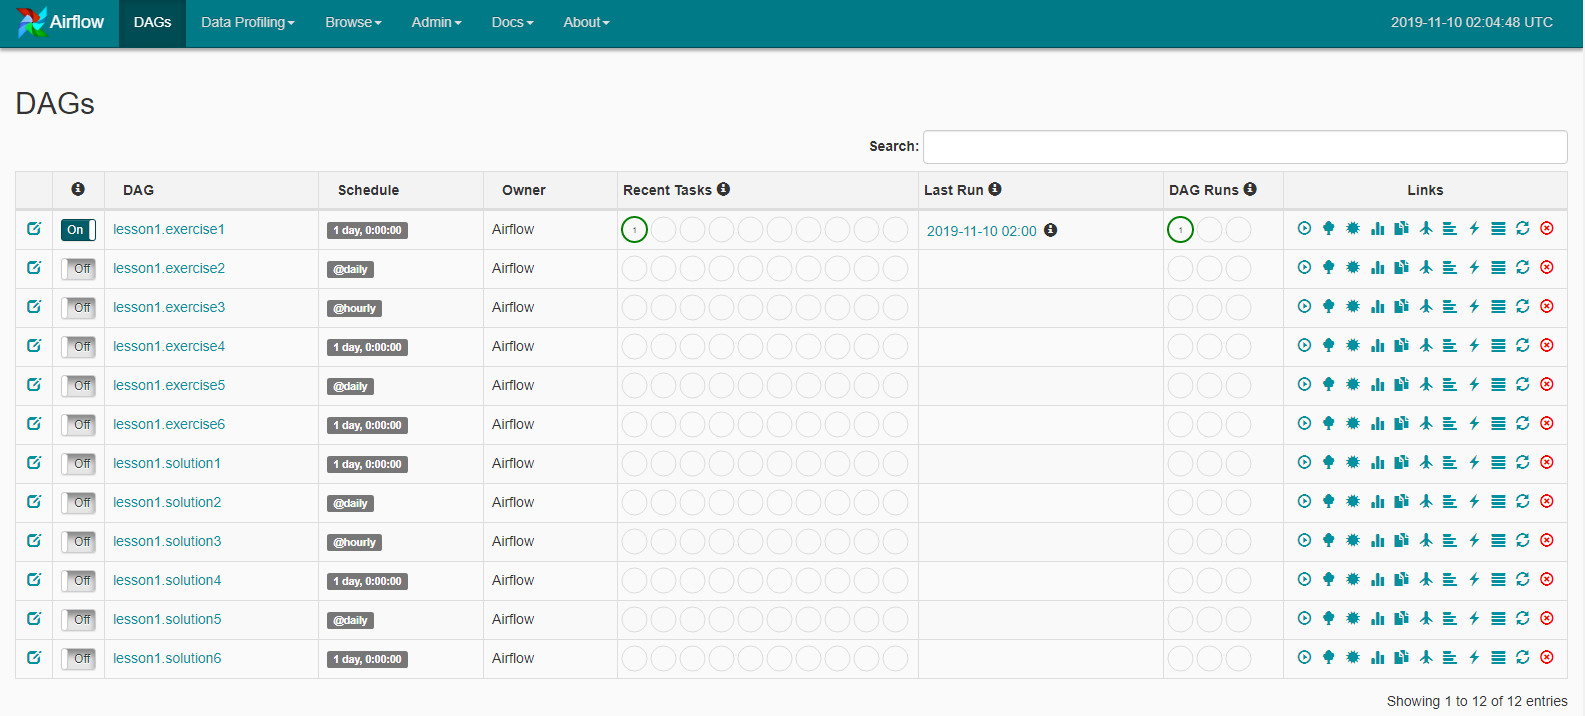 Airflow DAGs Data Profiling Browse Admin Docs About 2019-11-10 02:04:48 UTC
DAGs
Search:
DAG Schedule Owner Recent Tasks Last Run DAG Runs Links
On lesson1.exercise1 1 day, 0:00:00 Airflow 1 2019-11-10 02:00 1
Off lesson1.exercise2 @daily Airflow
Off lesson1.exercise3 @hourly Airflow
Off lesson1.exercise4 1 day, 0:00:00 Airflow
Off lesson1.exercise5 @daily Airflow
Off lesson1.exercise6 1 day, 0:00:00 Airflow
Off lesson1.solution1 1 day, 0:00:00 Airflow
Off lesson1.solution2 @daily Airflow
Off lesson1.solution3 @hourly Airflow
Off lesson1.solution4 1 day, 0:00:00 Airflow
Off lesson1.solution5 @daily Airflow
Off lesson1.solution6 1 day, 0:00:00 Airflow
Showing 1 to 12 of 12 entries